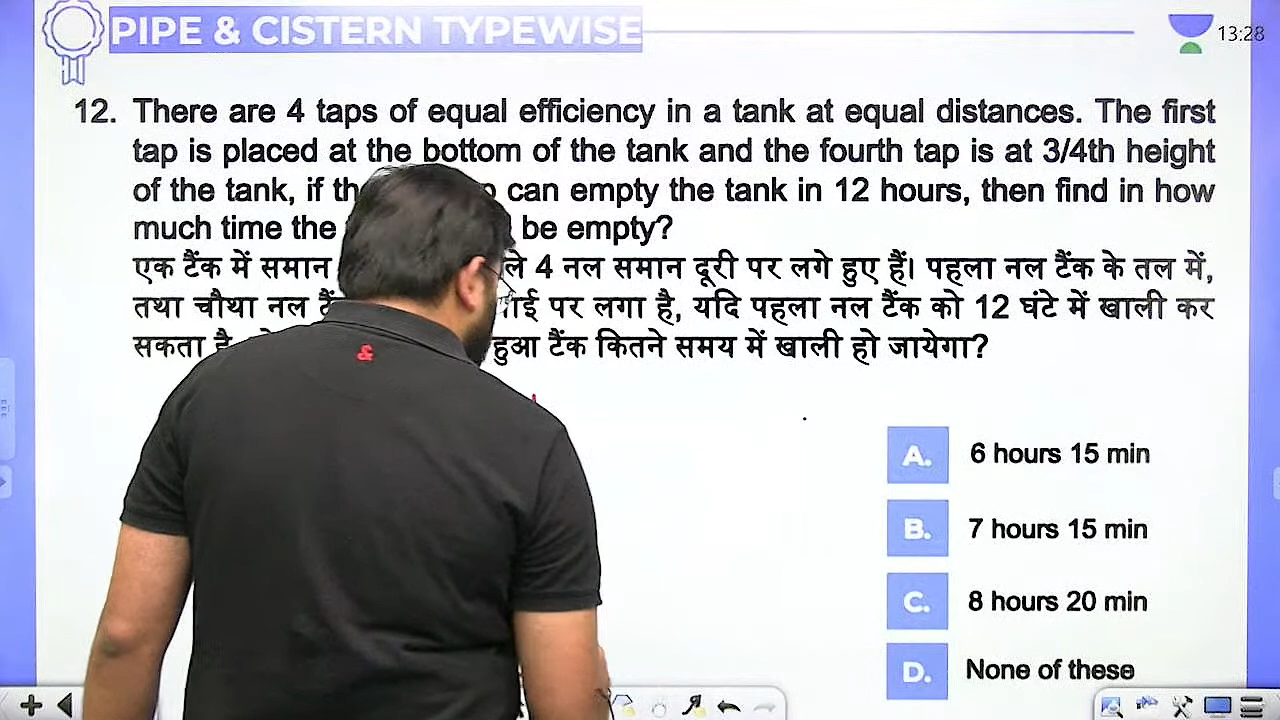 PIPE & CISTERN TYPEWISE
13:28
12. There are 4 taps of equal efficiency in a tank at equal distances. The first
tap is placed at the bottom of the tank and the fourth tap is at 3/4th height
of the tank, if can empty the tank in 12 hours, then find in how
much time the be empty?
एक टैंक में समान 4 नल समान दूरी पर लगे हुए हैं। पहला नल टैंक के तल में,
तथा चौथा नल पर लगा है, यदि पहला नल टैंक को 12 घंटे में खाली कर
सकता हुआ टैंक कितने समय में खाली हो जायेगा?
A. 6 hours 15 min
B. 7 hours 15 min
C. 8 hours 20 min
D. None of these